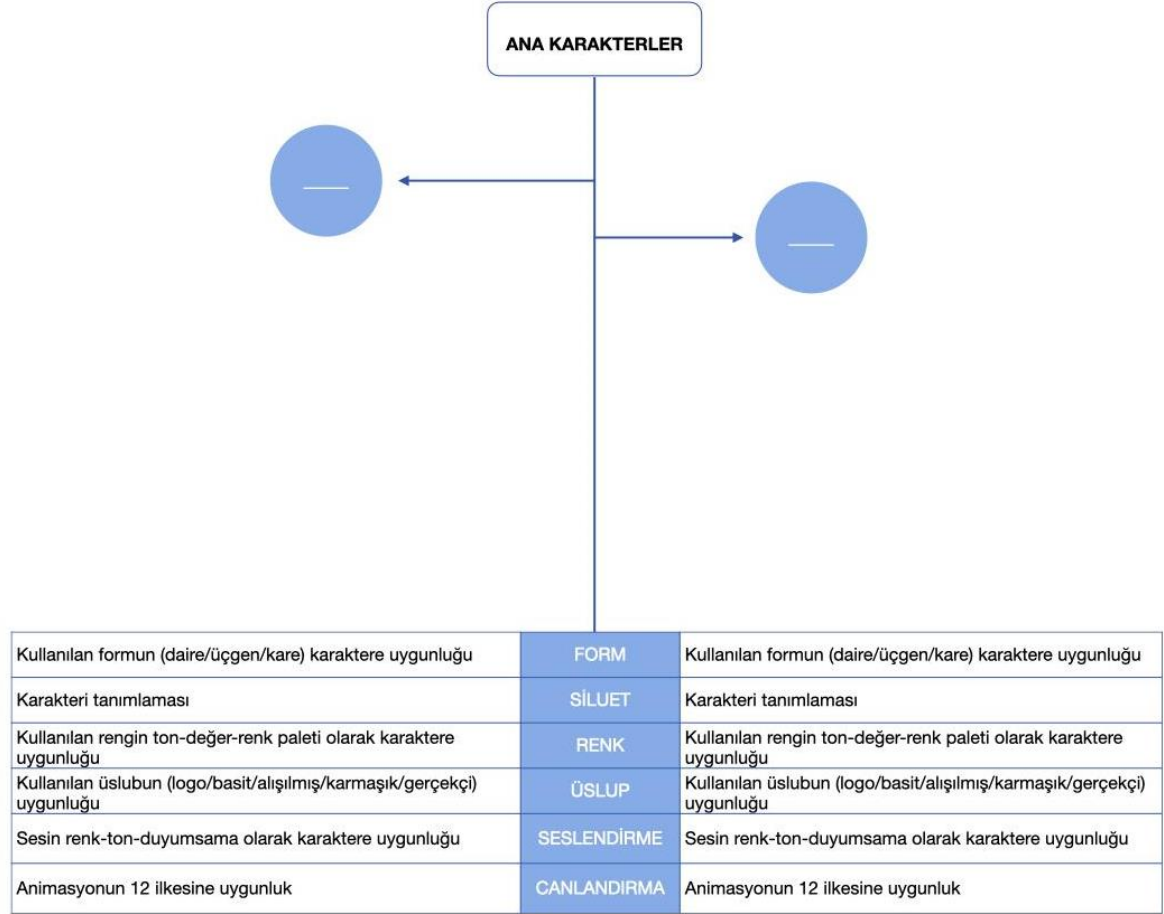 ANA KARAKTERLER
Kullanılan formun (daire/üçgen/kare) karaktere uygunluğu
FORM
Kullanılan formun (daire/üçgen/kare) karaktere uygunluğu
Karakteri tanımlaması
SİLUET
Karakteri tanımlaması
Kullanılan rengin ton-değer-renk paleti olarak karaktere
uygunluğu
RENK
Kullanılan rengin ton-değer-renk paleti olarak karaktere
uygunluğu
Kullanılan üslubun (logo/basit/alışılmış/karmaşık/gerçekçi)
uygunluğu
ÜSLUP
Kullanılan üslubun (logo/basit/alışılmış/karmaşık/gerçekçi)
uygunluğu
Sesin renk-ton-duyumsama olarak karaktere uygunluğu
SESLENDİRME
Sesin renk-ton-duyumsama olarak karaktere uygunluğu
Animasyonun 12 ilkesine uygunluk
CANLANDIRMA
Animasyonun 12 ilkesine uygunluk